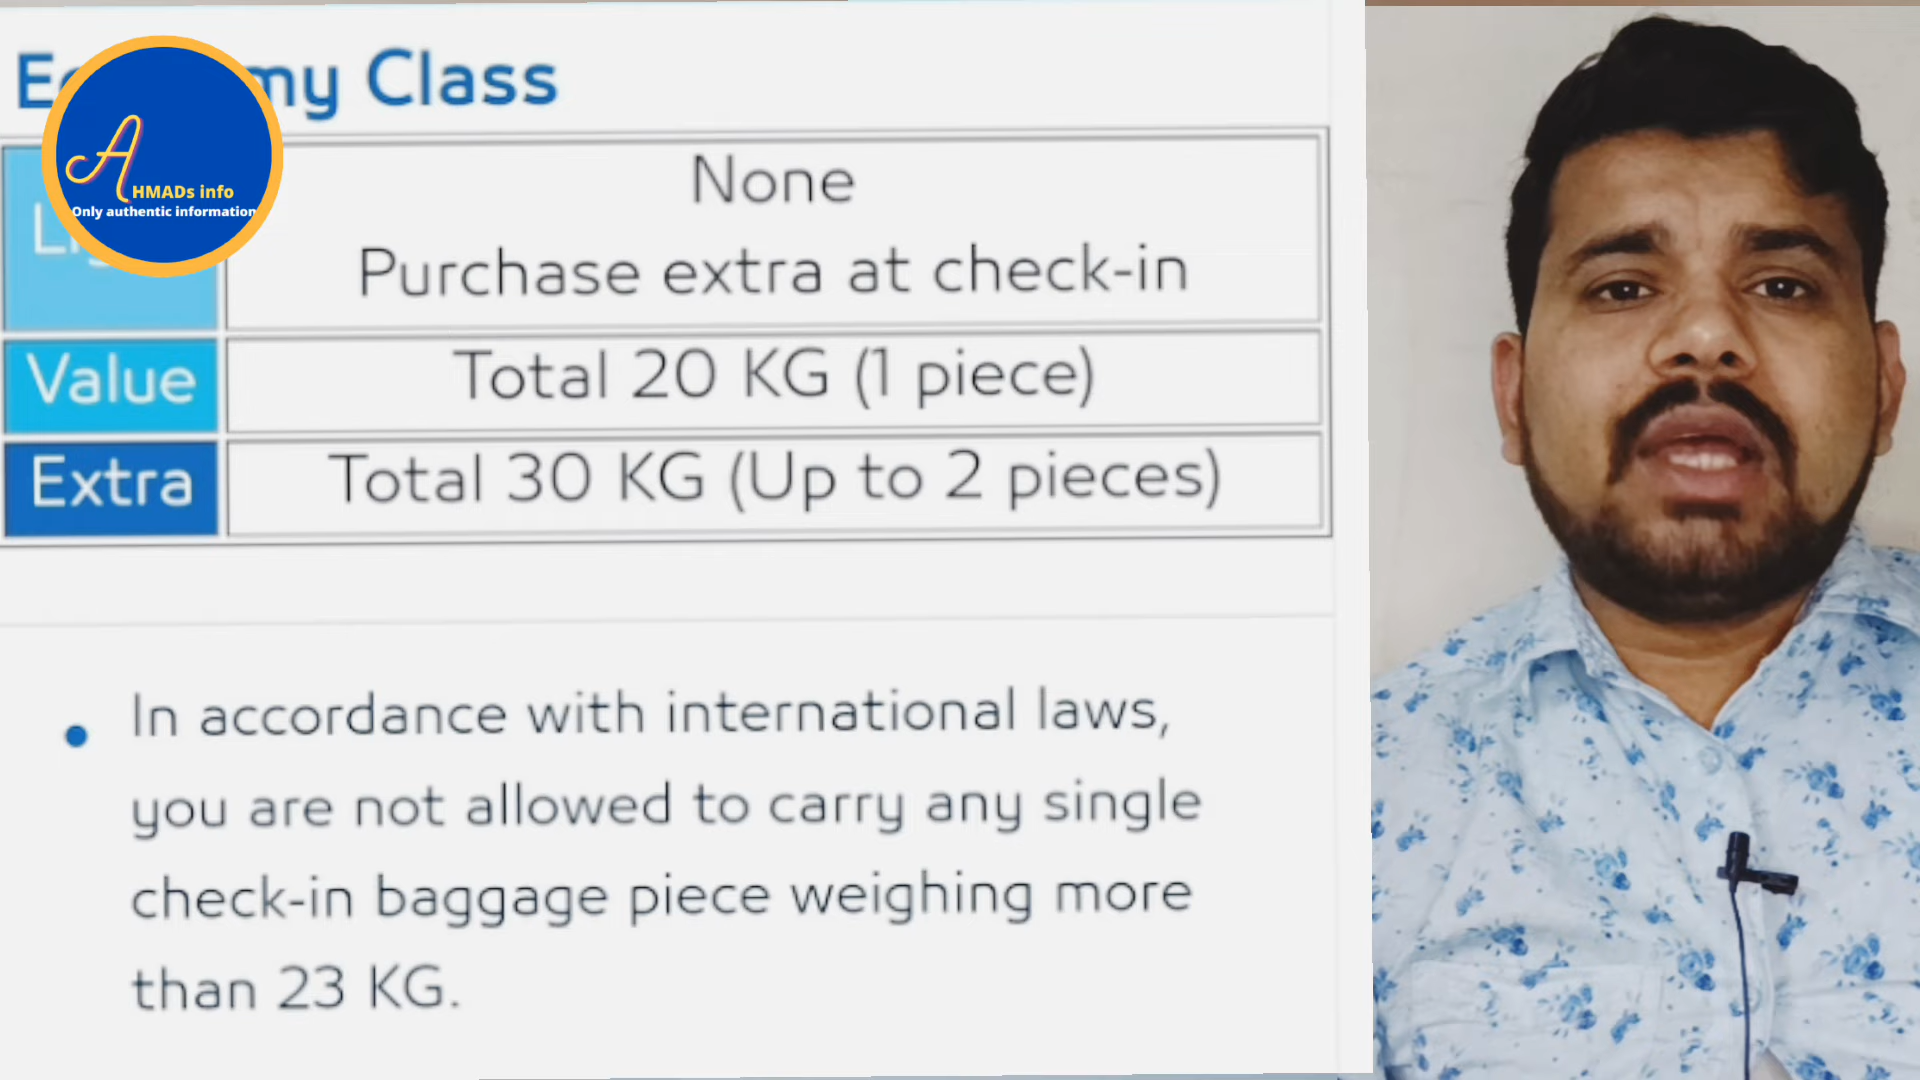 Class
HMADs info
Only authentic information
None
Purchase extra at check-in
Value
Total 20 KG (1 piece)
Extra
Total 30 KG (Up to 2 pieces)
In accordance with international laws,
you are not allowed to carry any single
check-in baggage piece weighing more
than 23 KG.